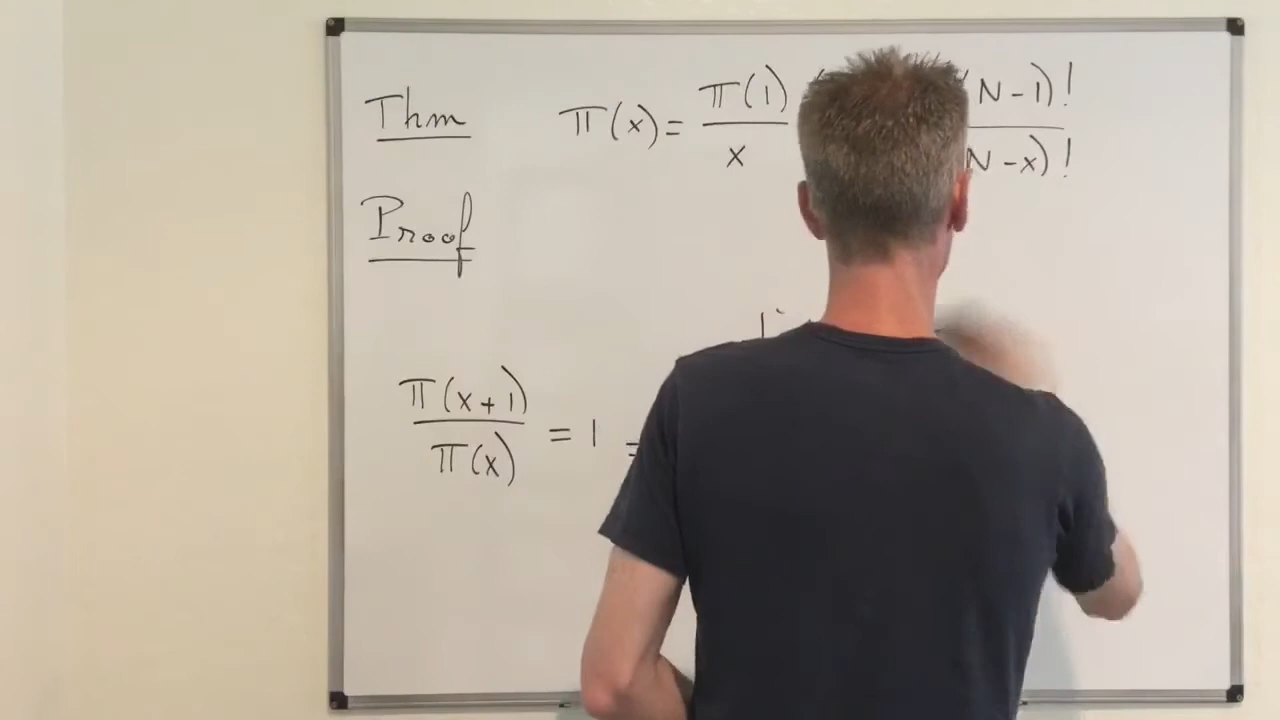 Thm π(x) = π(1) / x (N-1)! / N-x)!
Proof
π(x+1) / π(x) = 1 =